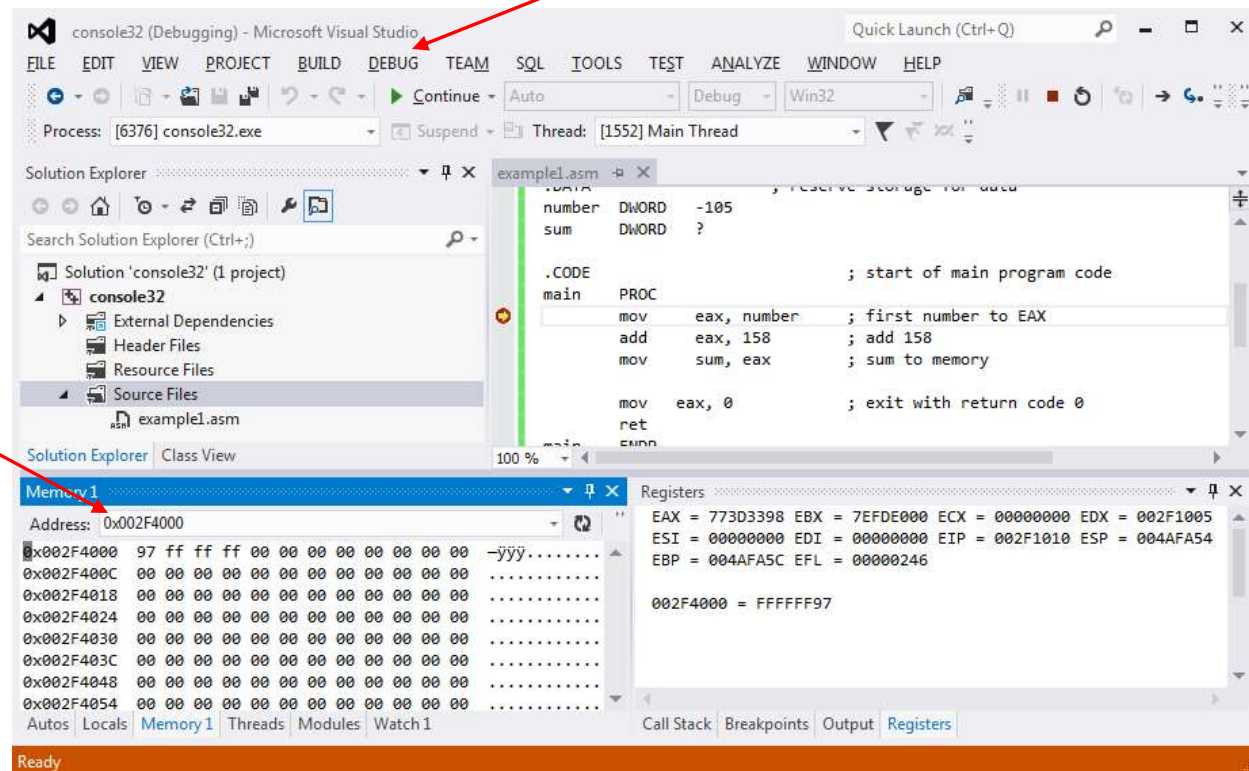 console32 (Debugging) - Microsoft Visual Studio
Quick Launch (Ctrl+Q)
FILE EDIT VIEW PROJECT BUILD DEBUG TEAM SQL TOOLS TEST ANALYZE WINDOW HELP
Continue Auto Debug Win32
Process: [6376] console32.exe Suspend Thread: [1552] Main Thread
Solution Explorer
Search Solution Explorer (Ctrl+;)
Solution 'console32' (1 project)
console32
External Dependencies
Header Files
Resource Files
Source Files
example1.asm
Solution Explorer Class View
example1.asm
.DATA ; reserve storage for data
number DWORD -105
sum DWORD ?
.CODE ; start of main program code
main PROC
mov eax, number ; first number to EAX
add eax, 158 ; add 158
mov sum, eax ; sum to memory
mov eax, 0 ; exit with return code 0
ret
main ENDP
100 %
Memory 1
Address: 0x002F4000
0x002F4000 97 ff ff ff 00 00 00 00 00 00 00 00 —ÿÿÿ........
0x002F400C 00 00 00 00 00 00 00 00 00 00 00 00 ............
0x002F4018 00 00 00 00 00 00 00 00 00 00 00 00 ............
0x002F4024 00 00 00 00 00 00 00 00 00 00 00 00 ............
0x002F4030 00 00 00 00 00 00 00 00 00 00 00 00 ............
0x002F403C 00 00 00 00 00 00 00 00 00 00 00 00 ............
0x002F4048 00 00 00 00 00 00 00 00 00 00 00 00 ............
0x002F4054 00 00 00 00 00 00 00 00 00 00 00 00 ............
Autos Locals Memory 1 Threads Modules Watch 1
Registers
EAX = 773D3398 EBX = 7EFDE000 ECX = 00000000 EDX = 002F1005
ESI = 00000000 EDI = 00000000 EIP = 002F1010 ESP = 004AFA54
EBP = 004AFA5C EFL = 00000246
002F4000 = FFFFFF97
Call Stack Breakpoints Output Registers
Ready